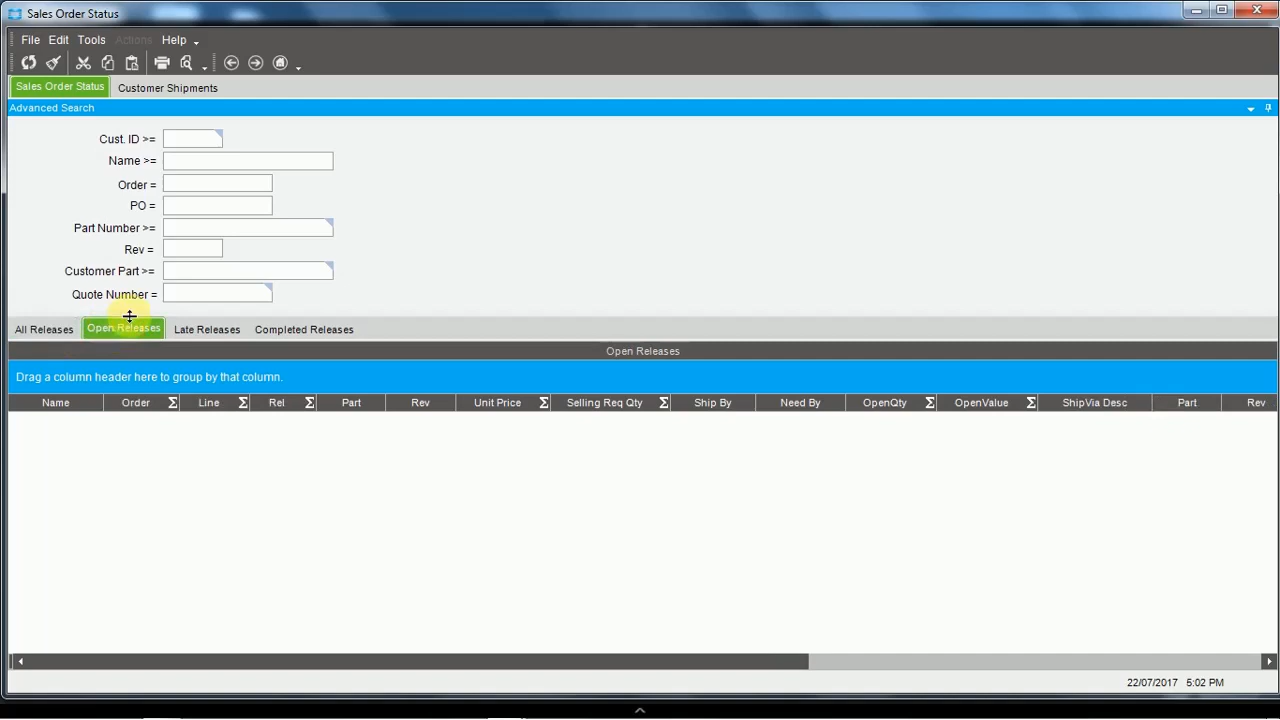 Sales Order Status
File Edit Tools Actions Help
Sales Order Status Customer Shipments
Advanced Search
Cust. ID >=
Name >=
Order =
PO =
Part Number >=
Rev =
Customer Part >=
Quote Number =
All Releases Open Releases Late Releases Completed Releases
Open Releases
Drag a column header here to group by that column.
Name Order Σ Line Σ Rel Σ Part Rev Unit Price Σ Selling Req Qty Σ Ship By Need By OpenQty Σ OpenValue Σ ShipVia Desc Part Rev
22/07/2017 5:02 PM